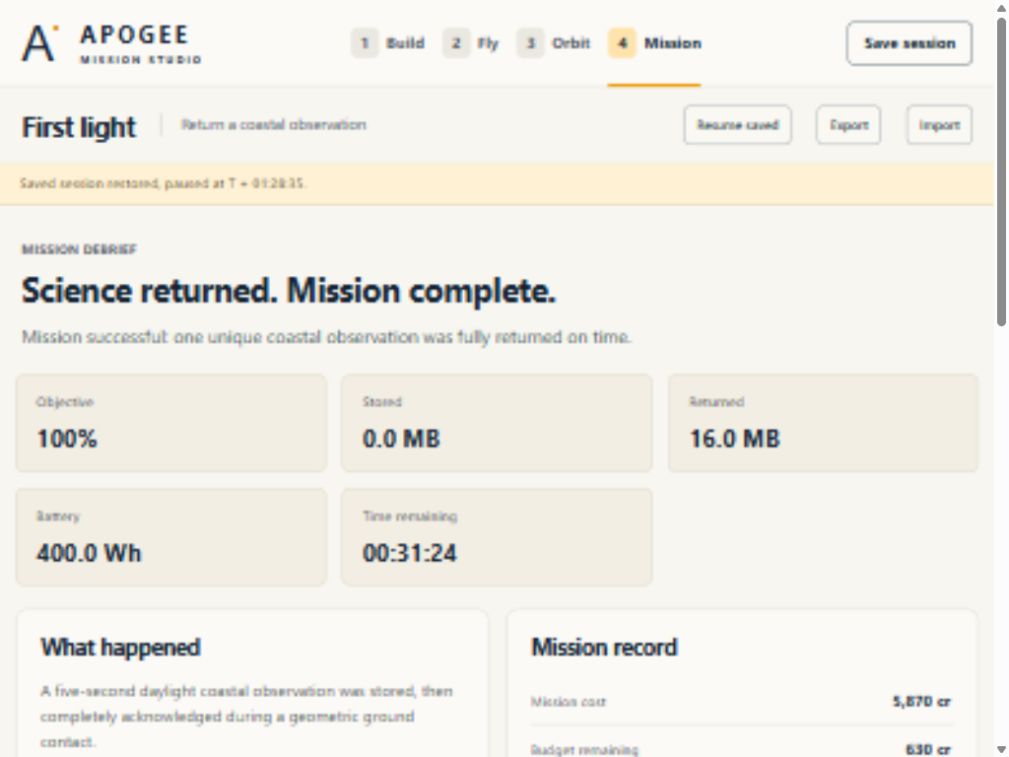 APOGEE
MISSION STUDIO
1 Build 2 Fly 3 Orbit 4 Mission
Save session
First light
Return a coastal observation
Resume saved
Export
Import
Saved session restored, paused at T + 01:28:35.
MISSION DEBRIEF
Science returned. Mission complete.
Mission successful: one unique coastal observation was fully returned on time.
Objective
100%
Stored
0.0 MB
Returned
16.0 MB
Battery
400.0 Wh
Time remaining
00:31:24
What happened
A five-second daylight coastal observation was stored, then
completely acknowledged during a geometric ground
contact.
Mission record
Mission cost 5,870 cr
Budget remaining 630 cr